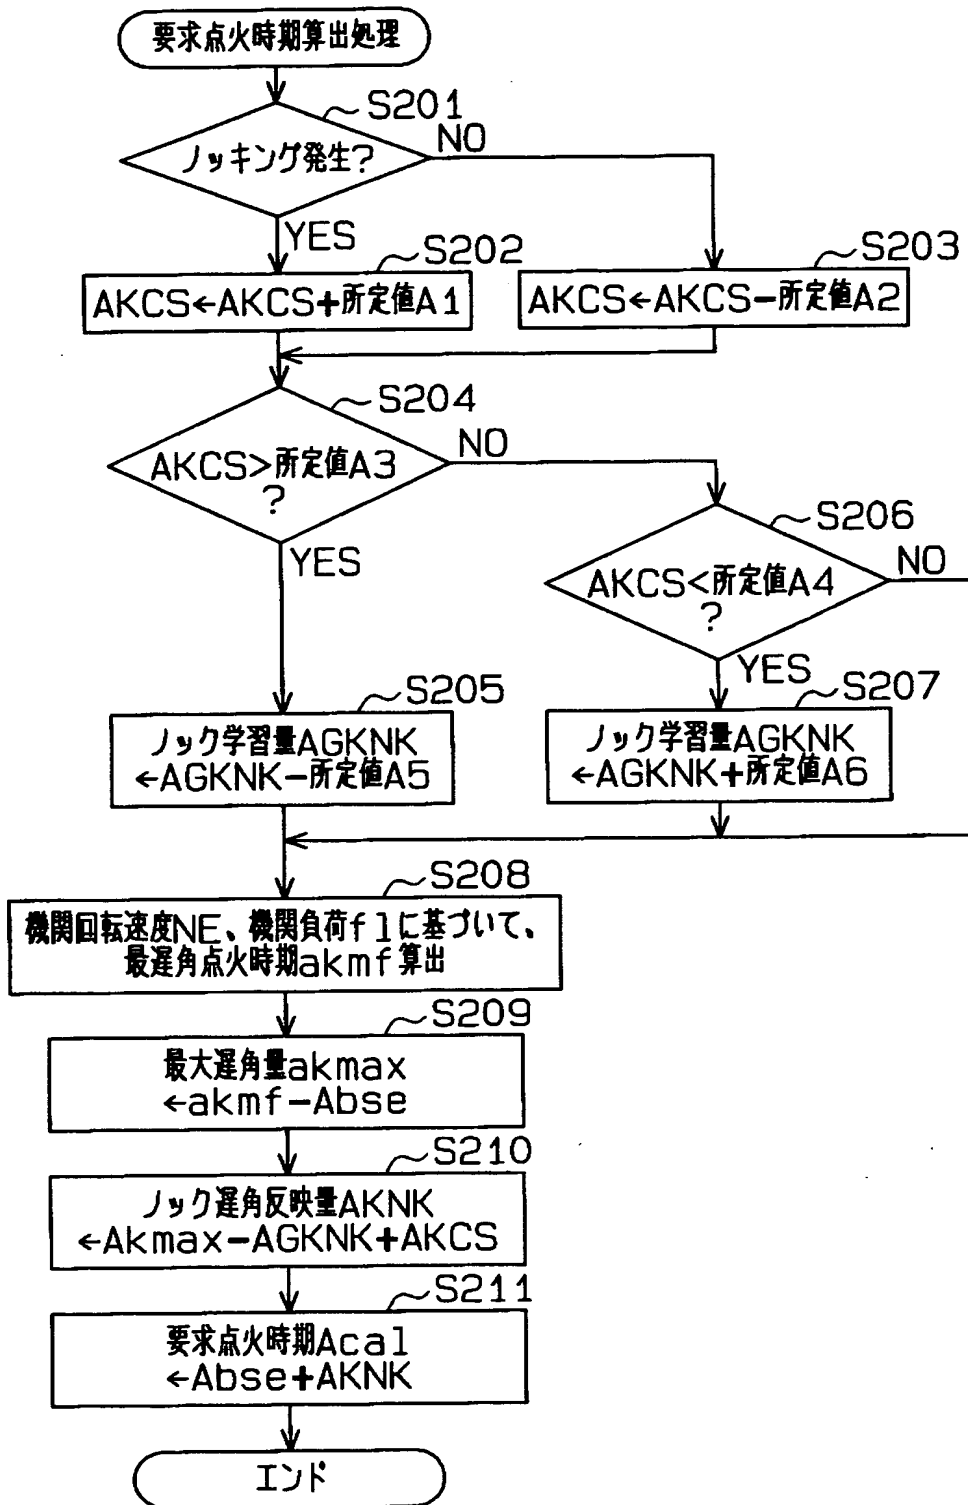 要求点火時期算出処理
S201
ノッキング発生?
NO
YES
S202
AKCS←AKCS+所定値A1
S203
AKCS←AKCS-所定値A2
S204
AKCS>所定値A3
?
NO
YES
S206
AKCS<所定値A4
?
NO
YES
S205
ノック学習量AGKNK
←AGKNK-所定値A5
S207
ノック学習量AGKNK
←AGKNK+所定値A6
S208
機関回転速度NE、機関負荷flに基づいて、
最遅角点火時期akmf算出
S209
最大遅角量akmax
←akmf-Abse
S210
ノック遅角反映量AKNK
←Akmax-AGKNK+AKCS
S211
要求点火時期Acal
←Abse+AKNK
エンド